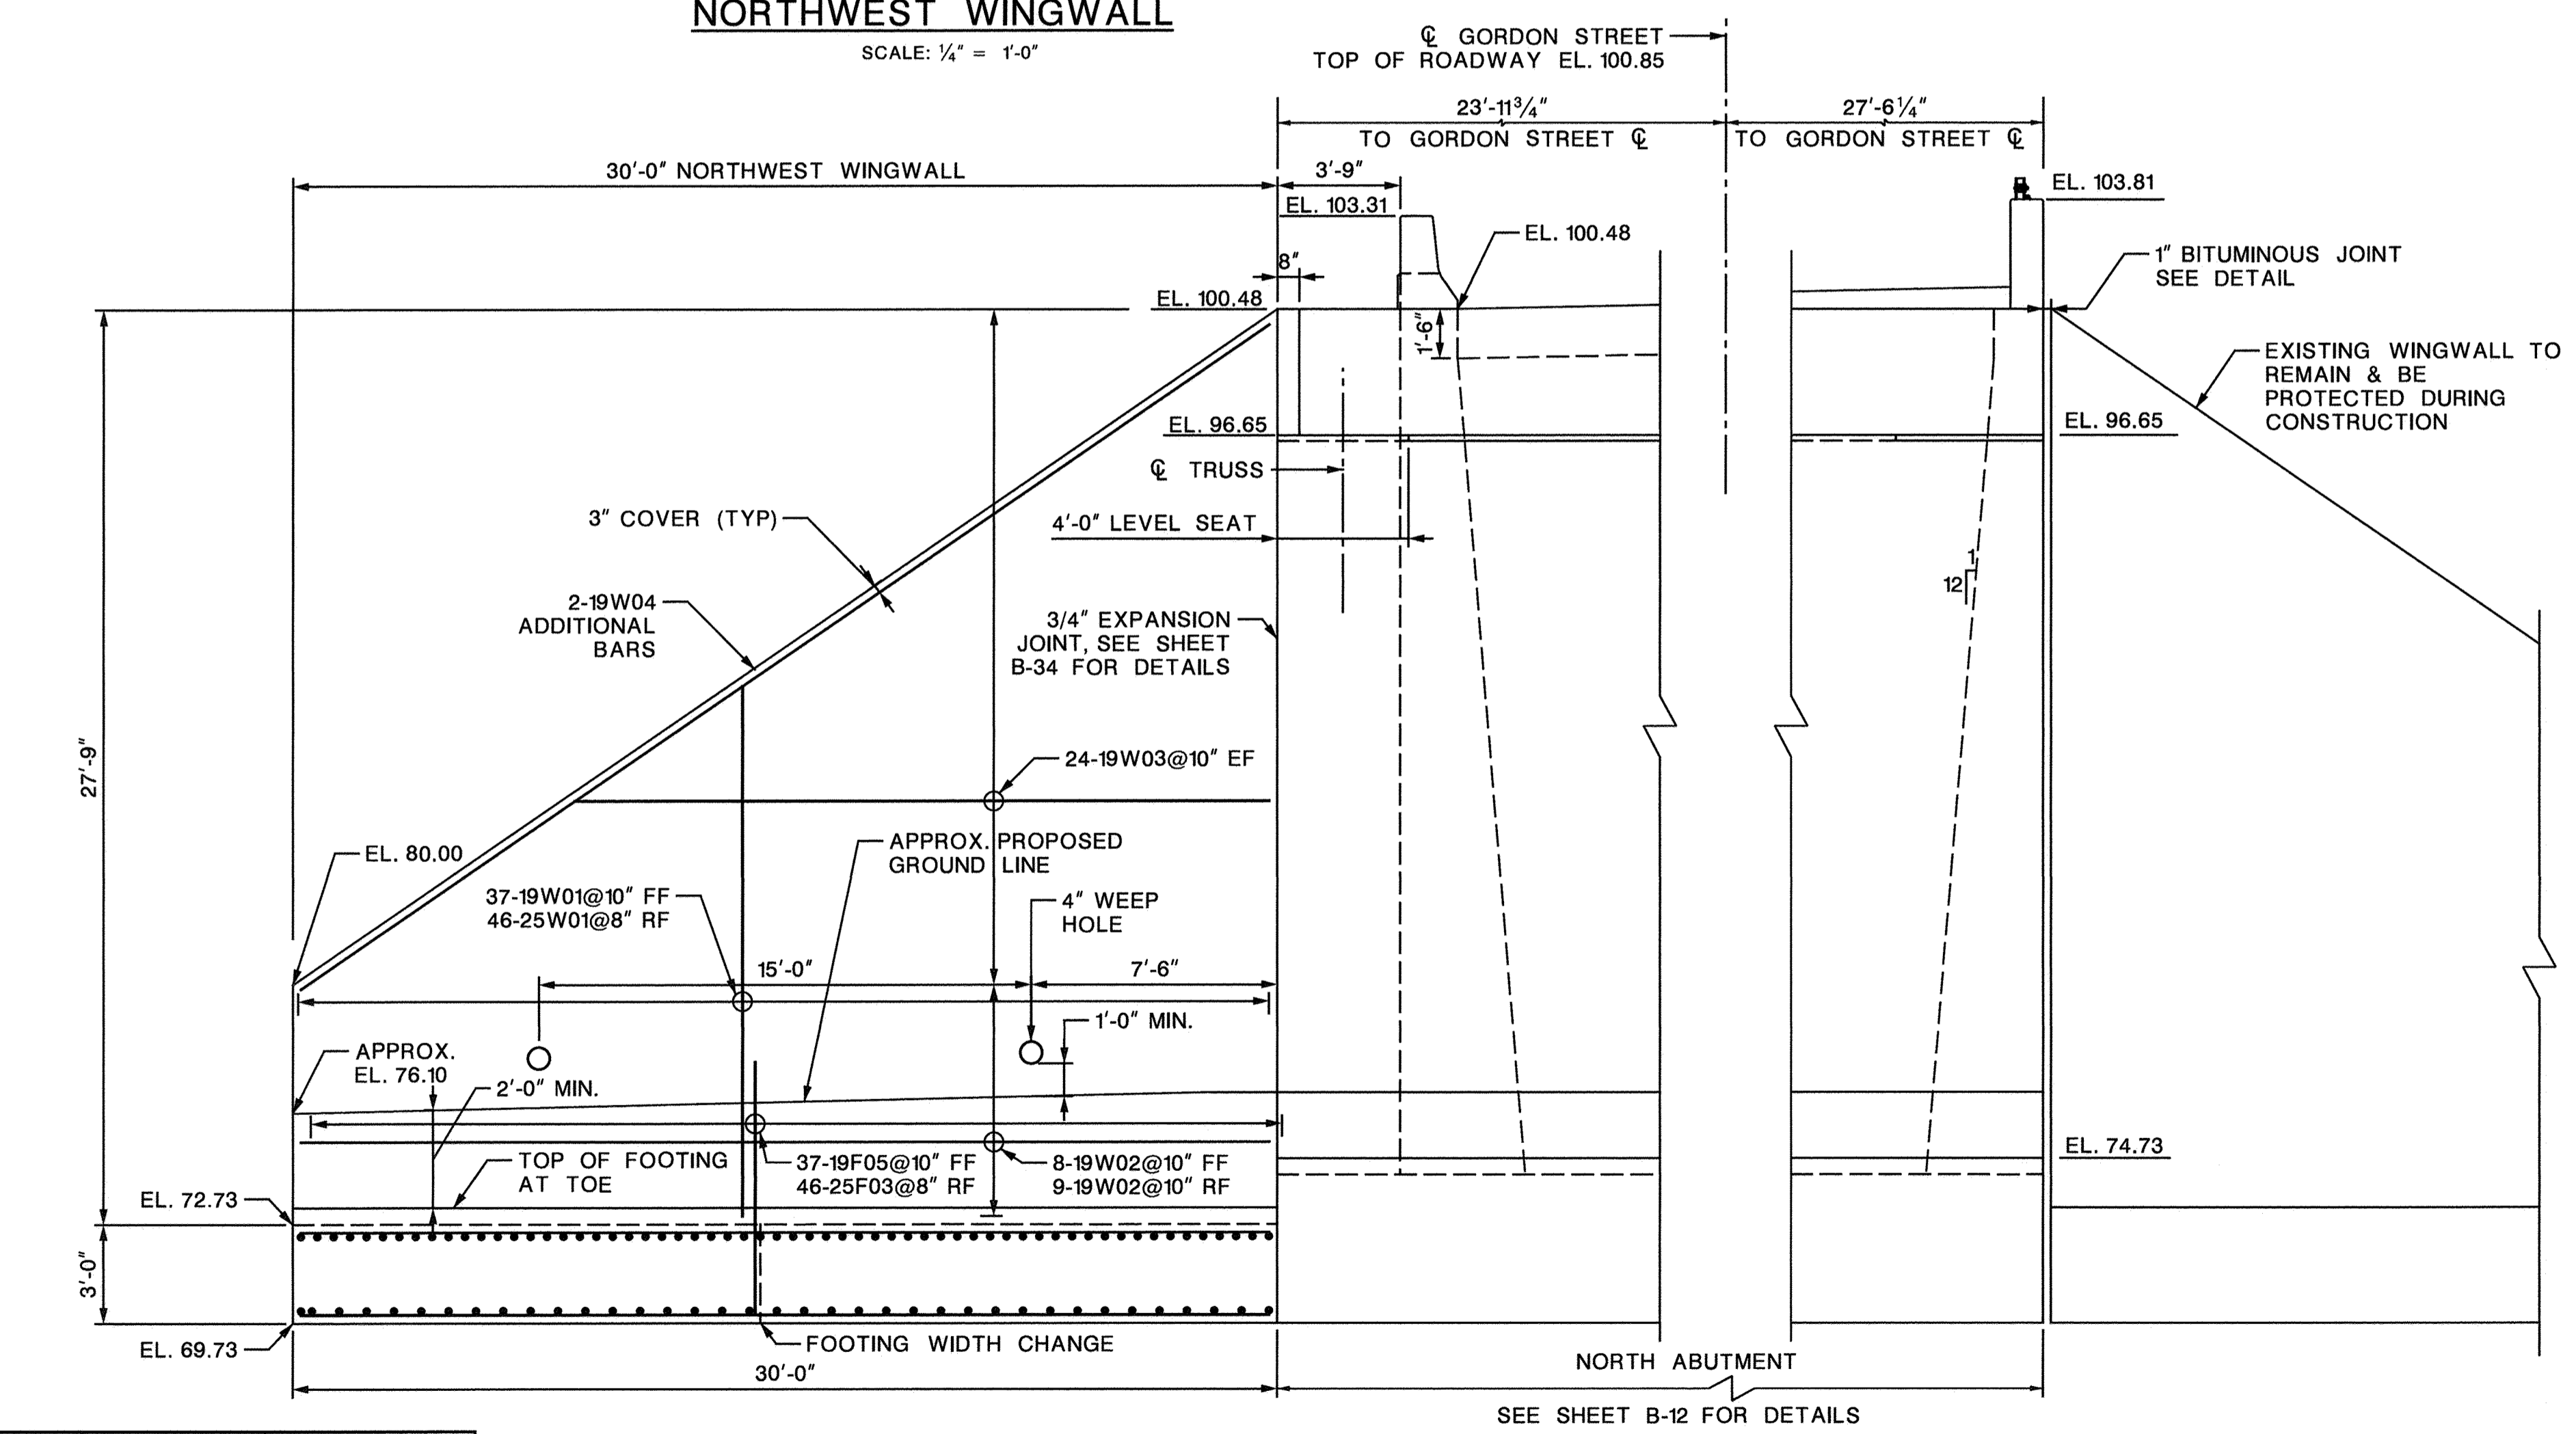 NORTHWEST WINGWALL
SCALE: ¼" = 1'-0"
℄ GORDON STREET
TOP OF ROADWAY EL. 100.85
23'-11¾"
TO GORDON STREET ℄
27'-6¼"
TO GORDON STREET ℄
30'-0" NORTHWEST WINGWALL
3'-9"
EL. 103.31
EL. 103.81
EL. 100.48
8"
1" BITUMINOUS JOINT
SEE DETAIL
EL. 100.48
1'-6"
EXISTING WINGWALL TO
REMAIN & BE
PROTECTED DURING
CONSTRUCTION
EL. 96.65
EL. 96.65
℄ TRUSS
3" COVER (TYP)
4'-0" LEVEL SEAT
1
12
2-19W04
ADDITIONAL
BARS
3/4" EXPANSION
JOINT, SEE SHEET
B-34 FOR DETAILS
27'-9"
24-19W03@10" EF
APPROX. PROPOSED
GROUND LINE
EL. 80.00
37-19W01@10" FF
46-25W01@8" RF
4" WEEP
HOLE
15'-0"
7'-6"
1'-0" MIN.
APPROX.
EL. 76.10
2'-0" MIN.
TOP OF FOOTING
AT TOE
37-19F05@10" FF
46-25F03@8" RF
8-19W02@10" FF
9-19W02@10" RF
EL. 74.73
EL. 72.73
3'-0"
EL. 69.73
FOOTING WIDTH CHANGE
30'-0"
NORTH ABUTMENT
SEE SHEET B-12 FOR DETAILS